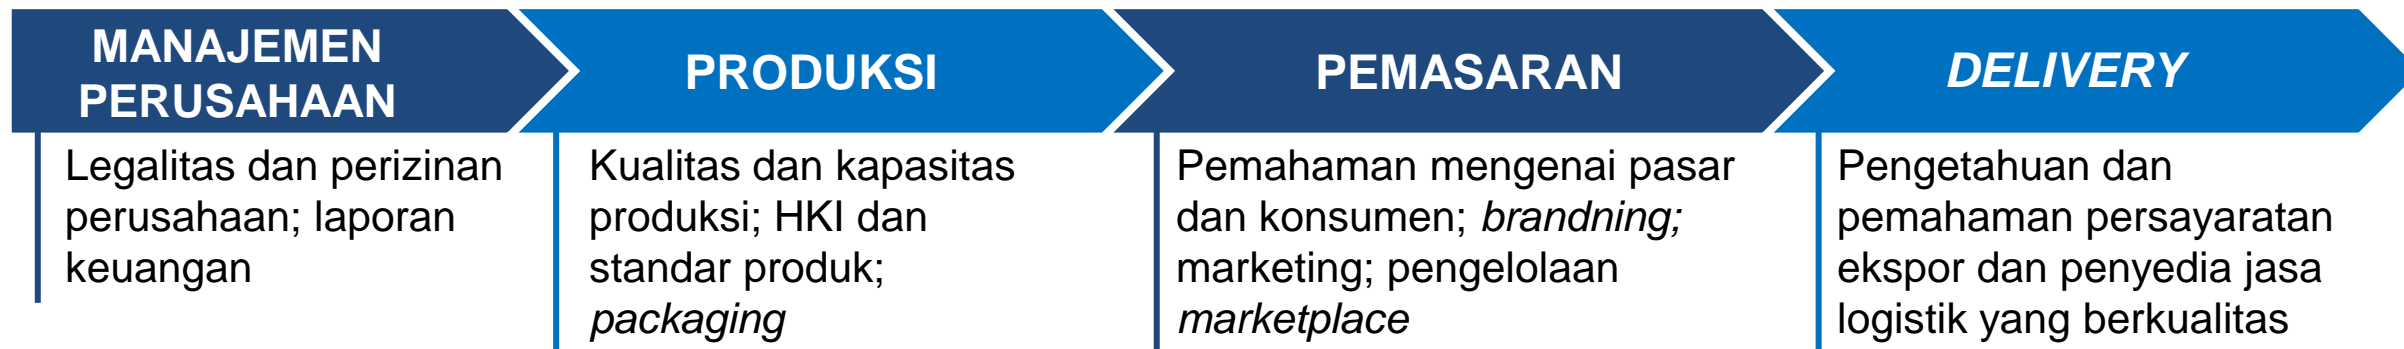 MANAJEMEN
PERUSAHAAN
PRODUKSI
PEMASARAN
DELIVERY
Legalitas dan perizinan
perusahaan; laporan
keuangan
Kualitas dan kapasitas
produksi; HKI dan
standar produk;
packaging
Pemahaman mengenai pasar
dan konsumen; brandning;
marketing; pengelolaan
marketplace
Pengetahuan dan
pemahaman persayaratan
ekspor dan penyedia jasa
logistik yang berkualitas